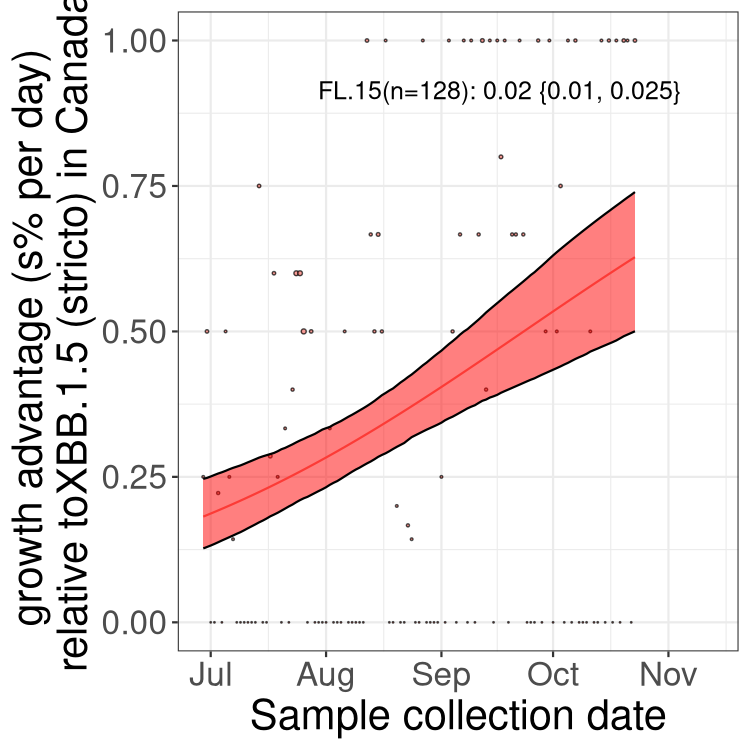 growth advantage (s% per day)
relative toXBB.1.5 (stricto) in Canada
1.00
0.75
0.50
0.25
0.00
FL.15(n=128): 0.02 {0.01, 0.025}
Jul Aug Sep Oct Nov
Sample collection date